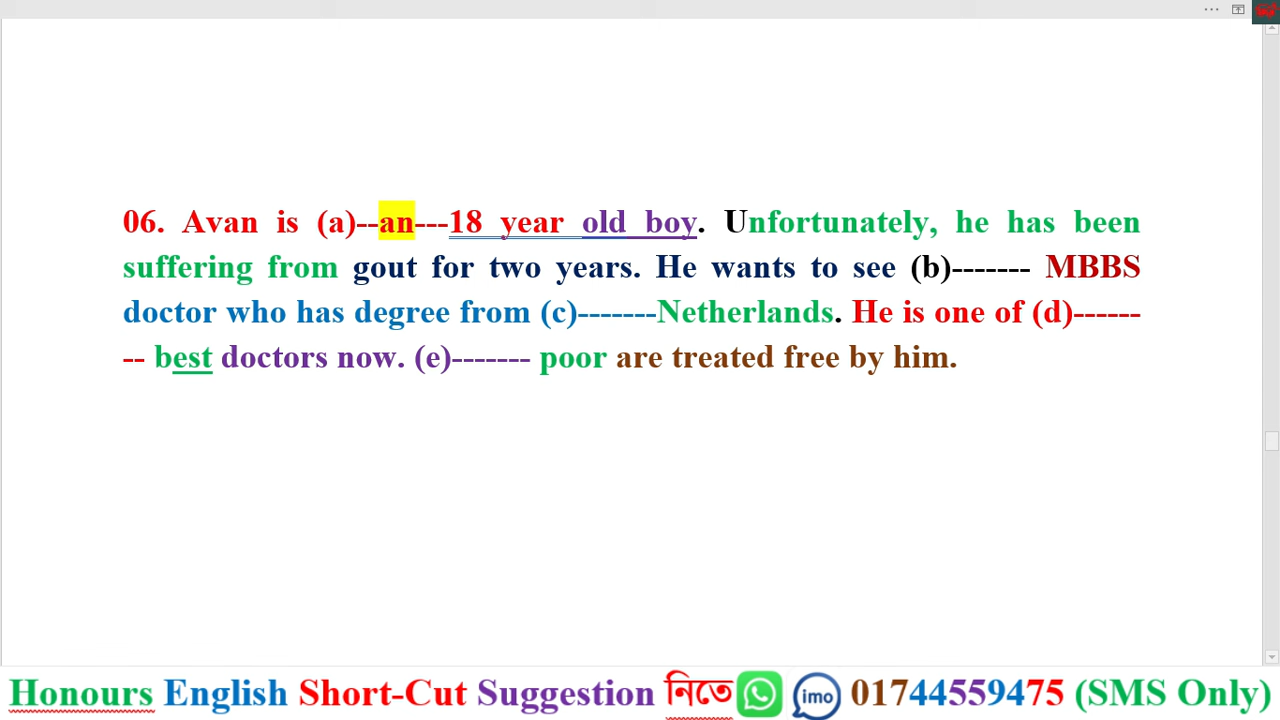 06. Avan is (a)--an---18 year old boy. Unfortunately, he has been
suffering from gout for two years. He wants to see (b)------- MBBS
doctor who has degree from (c)-------Netherlands. He is one of (d)------
-- best doctors now. (e)------- poor are treated free by him.
Honours English Short-Cut Suggestion নিতে imo 01744559475 (SMS Only)